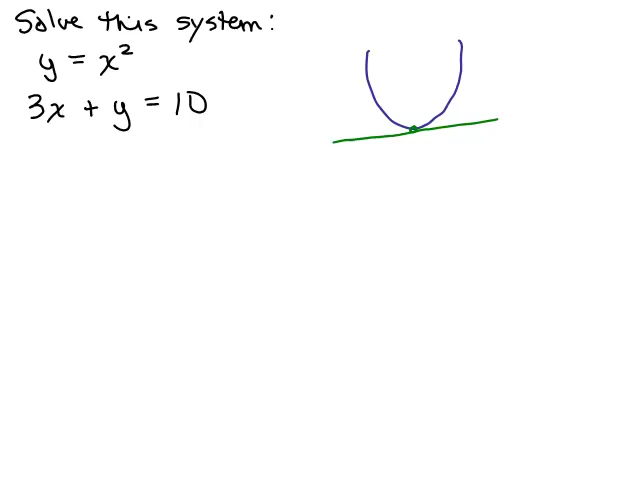 Solve this system:
y = x²
3x + y = 10